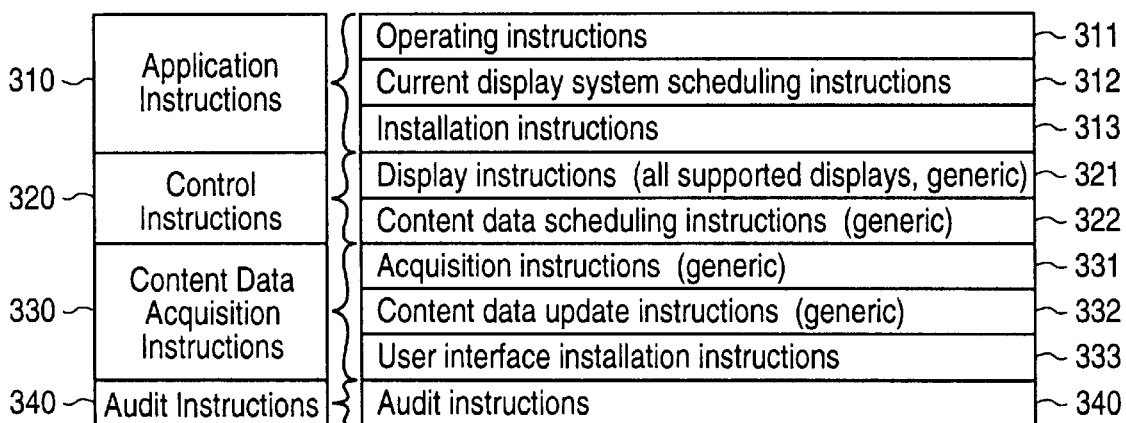 310
Application
Instructions
Operating instructions
311
Current display system scheduling instructions
312
Installation instructions
313
320
Control
Instructions
Display instructions (all supported displays, generic)
321
Content data scheduling instructions (generic)
322
330
Content Data
Acquisition
Instructions
Acquisition instructions (generic)
331
Content data update instructions (generic)
332
User interface installation instructions
333
340
Audit Instructions
Audit instructions
340